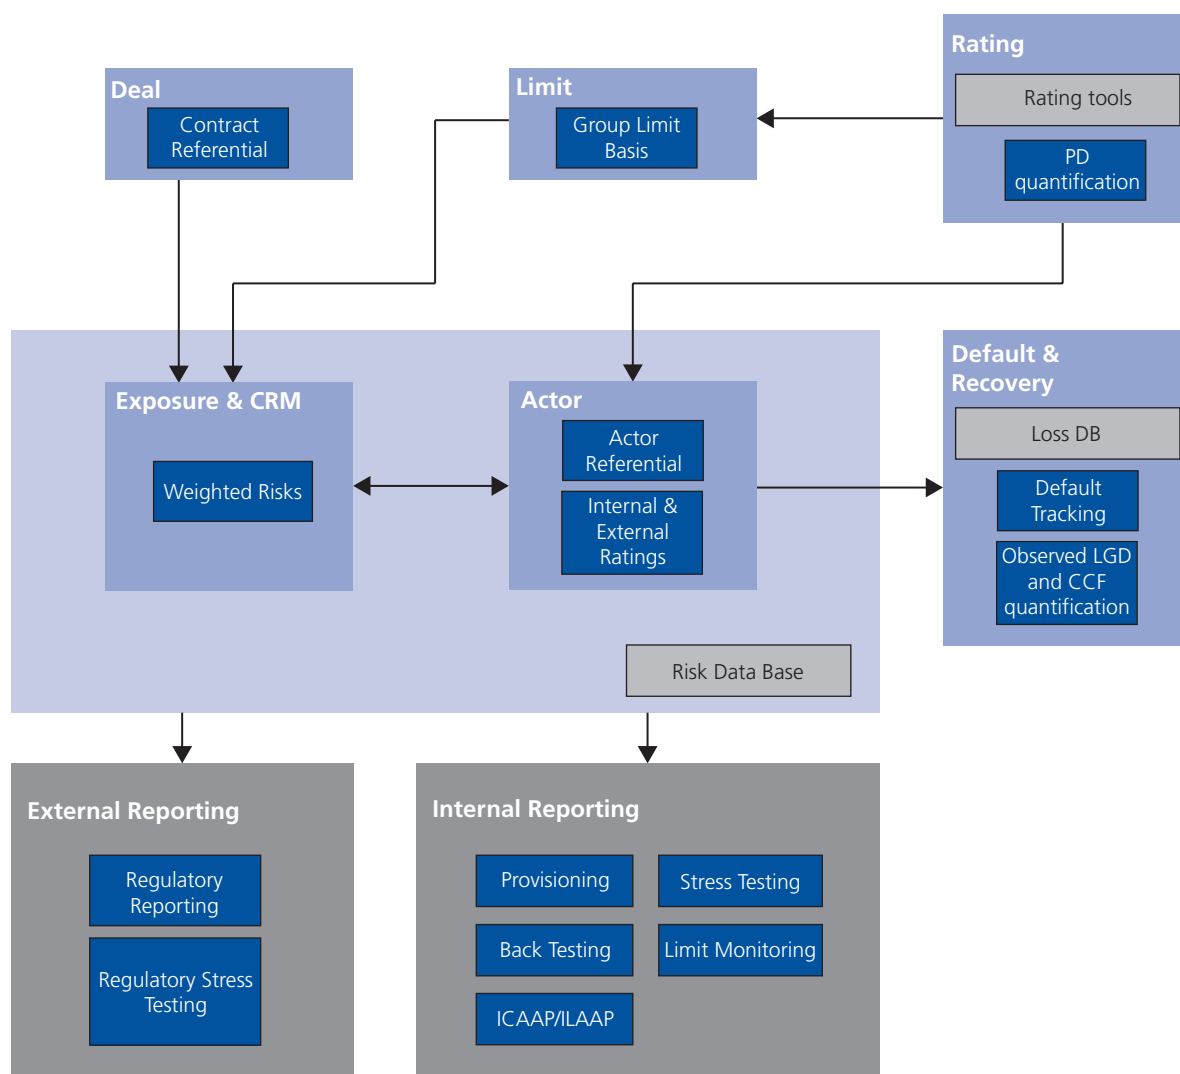 Deal
Contract
Referential
Limit
Group Limit
Basis
Rating
Rating tools
PD
quantification
Exposure & CRM
Weighted Risks
Actor
Actor
Referential
Internal &
External
Ratings
Default &
Recovery
Loss DB
Default
Tracking
Observed LGD
and CCF
quantification
Risk Data Base
External Reporting
Regulatory
Reporting
Regulatory Stress
Testing
Internal Reporting
Provisioning
Stress Testing
Back Testing
Limit Monitoring
ICAAP/ILAAP